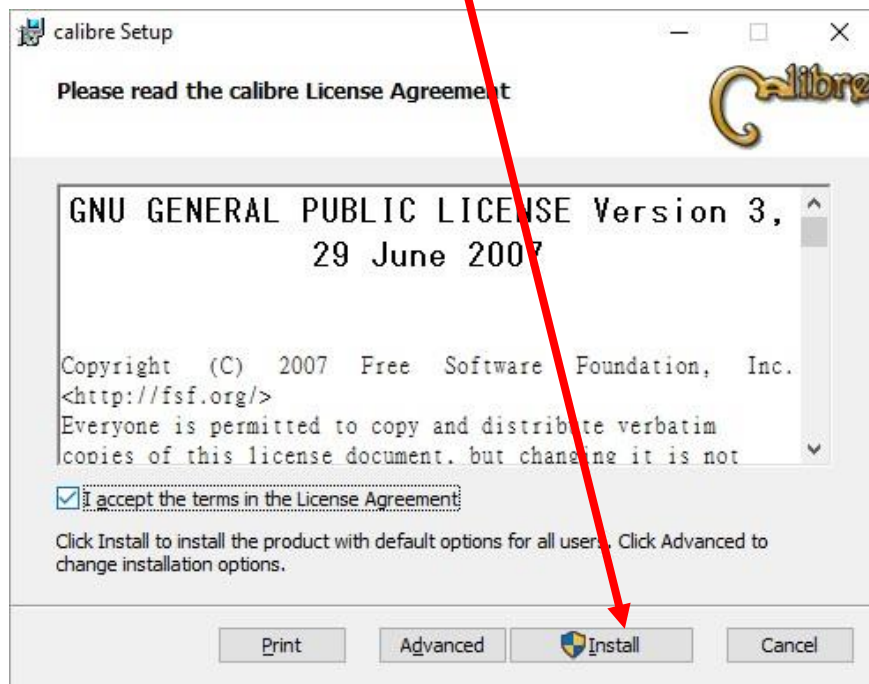 calibre Setup
Please read the calibre License Agreement
Calibre
GNU GENERAL PUBLIC LICENSE Version 3,
29 June 2007
Copyright (C) 2007 Free Software Foundation, Inc.
<http://fsf.org/>
Everyone is permitted to copy and distribute verbatim
copies of this license document, but changing it is not
I accept the terms in the License Agreement
Click Install to install the product with default options for all users. Click Advanced to
change installation options.
Print Advanced Install Cancel